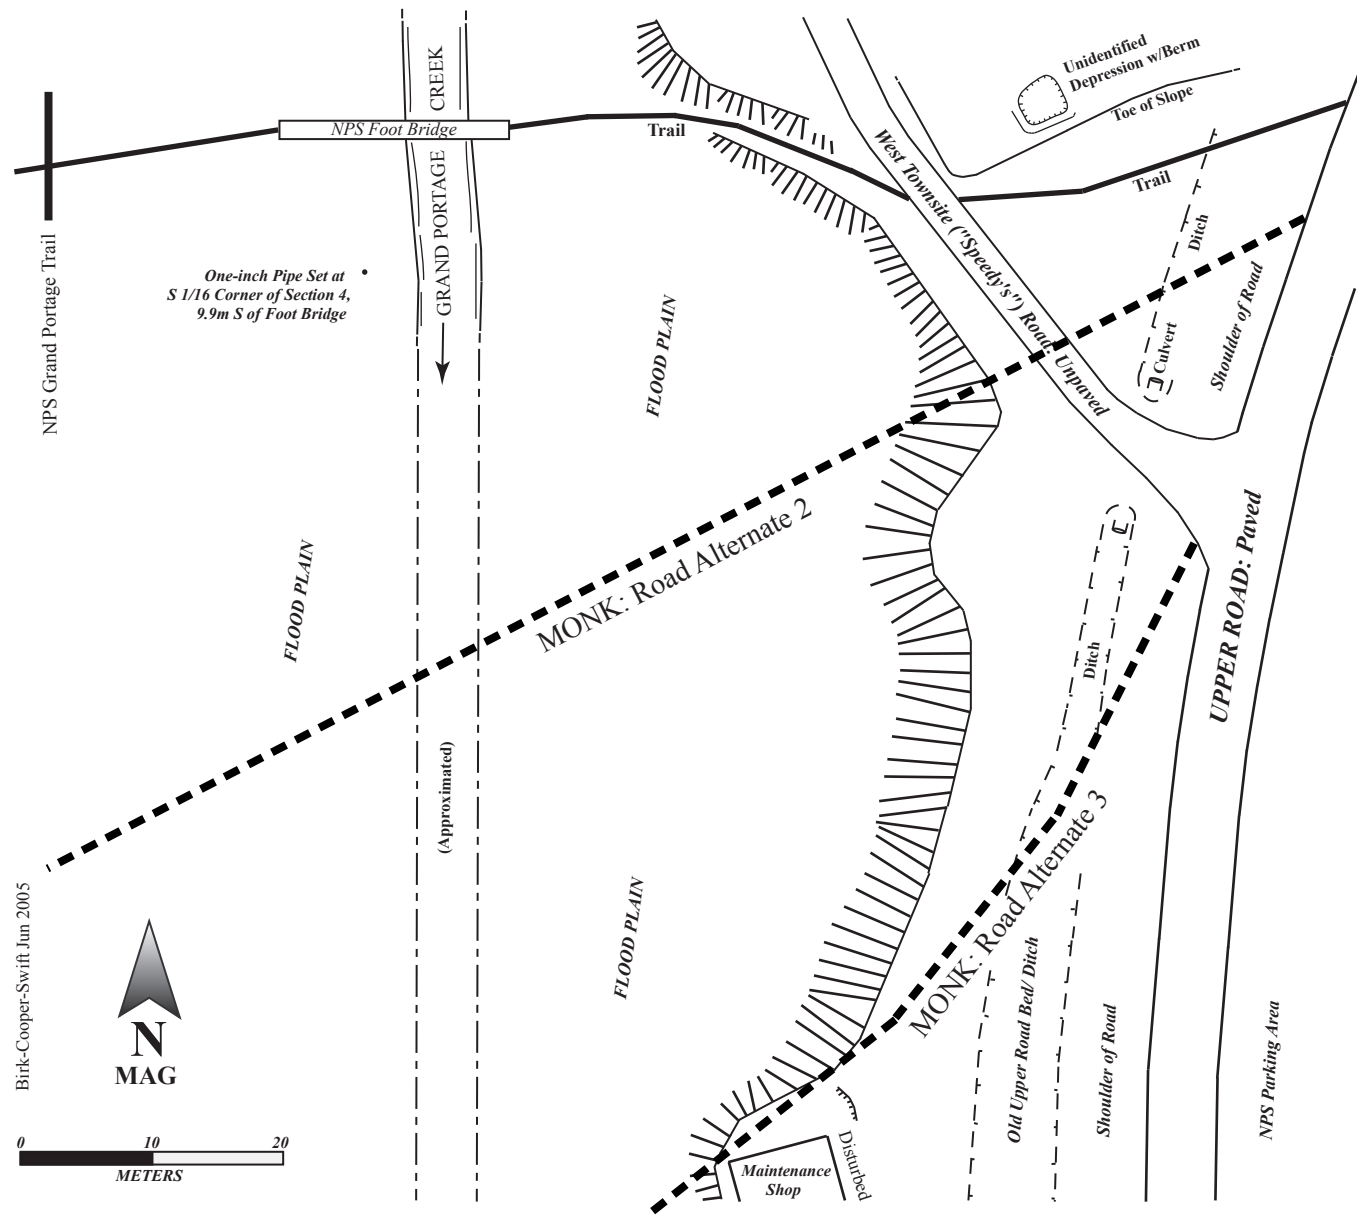 Unidentified
Depression w/Berm
Toe of Slope
GRAND PORTAGE CREEK
NPS Foot Bridge
Trail
West Townsite ("Speedy's") Road: Unpaved
Trail
Ditch
NPS Grand Portage Trail
One-inch Pipe Set at
S 1/16 Corner of Section 4,
9.9m S of Foot Bridge
FLOOD PLAIN
Culvert
Shoulder of Road
MONK: Road Alternate 2
FLOOD PLAIN
UPPER ROAD: Paved
Ditch
(Approximated)
MONK: Road Alternate 3
FLOOD PLAIN
Birk-Cooper-Swift Jun 2005
N
MAG
Old Upper Road Bed/ Ditch
Shoulder of Road
NPS Parking Area
0 10 20
METERS
Disturbed
Maintenance
Shop